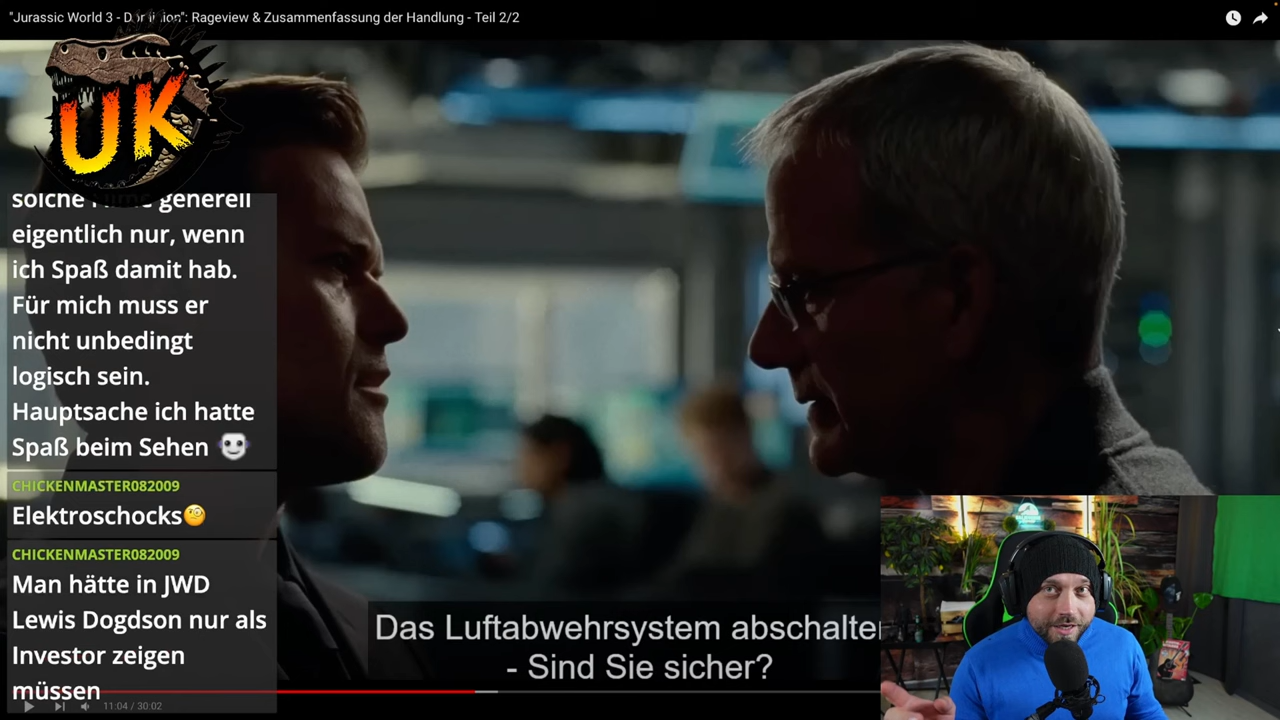 "Jurassic World 3 - Dominion": Rageview & Zusammenfassung der Handlung - Teil 2/2
UK
solche Filme generell
eigentlich nur, wenn
ich Spaß damit hab.
Für mich muss er
nicht unbedingt
logisch sein.
Hauptsache ich hatte
Spaß beim Sehen
CHICKENMASTER082009
Elektroschocks
CHICKENMASTER082009
Man hätte in JWD
Lewis Dogdson nur als
Investor zeigen
müssen
Das Luftabwehrsystem abschalten
- Sind Sie sicher?
11:04 / 30:02